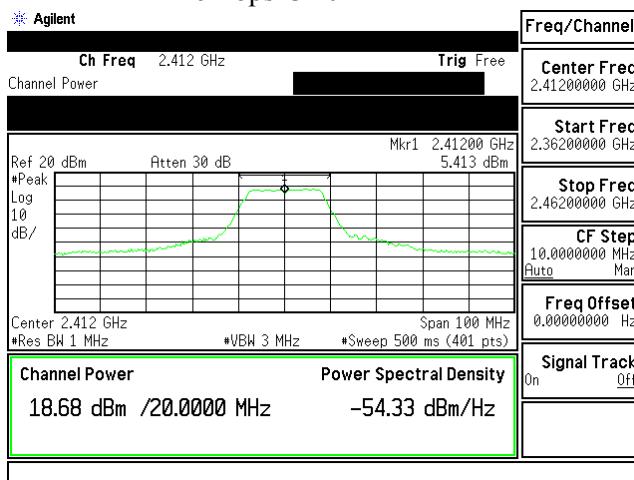 Agilent
Freq/Channel
Ch Freq 2.412 GHz Trig Free
Channel Power
Center Freq
2.41200000 GHz
Start Freq
2.36200000 GHz
Stop Freq
2.46200000 GHz
CF Step
10.0000000 MHz
Auto Man
Freq Offset
0.00000000 Hz
Signal Track
On Off
Mkr1 2.41200 GHz
Ref 20 dBm Atten 30 dB 5.413 dBm
#Peak
Log
10
dB/
Center 2.412 GHz Span 100 MHz
#Res BW 1 MHz #VBW 3 MHz #Sweep 500 ms (401 pts)
Channel Power Power Spectral Density
18.68 dBm /20.0000 MHz -54.33 dBm/Hz